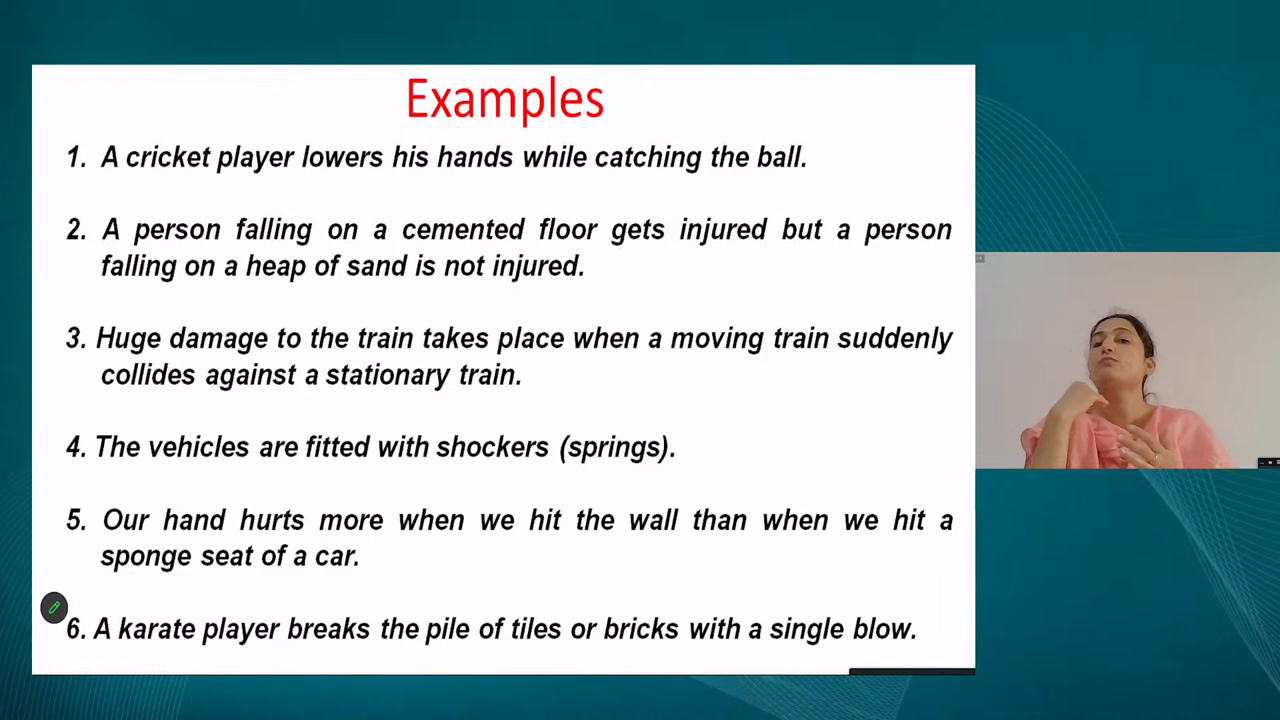 Examples
1. A cricket player lowers his hands while catching the ball.
2. A person falling on a cemented floor gets injured but a person
falling on a heap of sand is not injured.
3. Huge damage to the train takes place when a moving train suddenly
collides against a stationary train.
4. The vehicles are fitted with shockers (springs).
5. Our hand hurts more when we hit the wall than when we hit a
sponge seat of a car.
6. A karate player breaks the pile of tiles or bricks with a single blow.